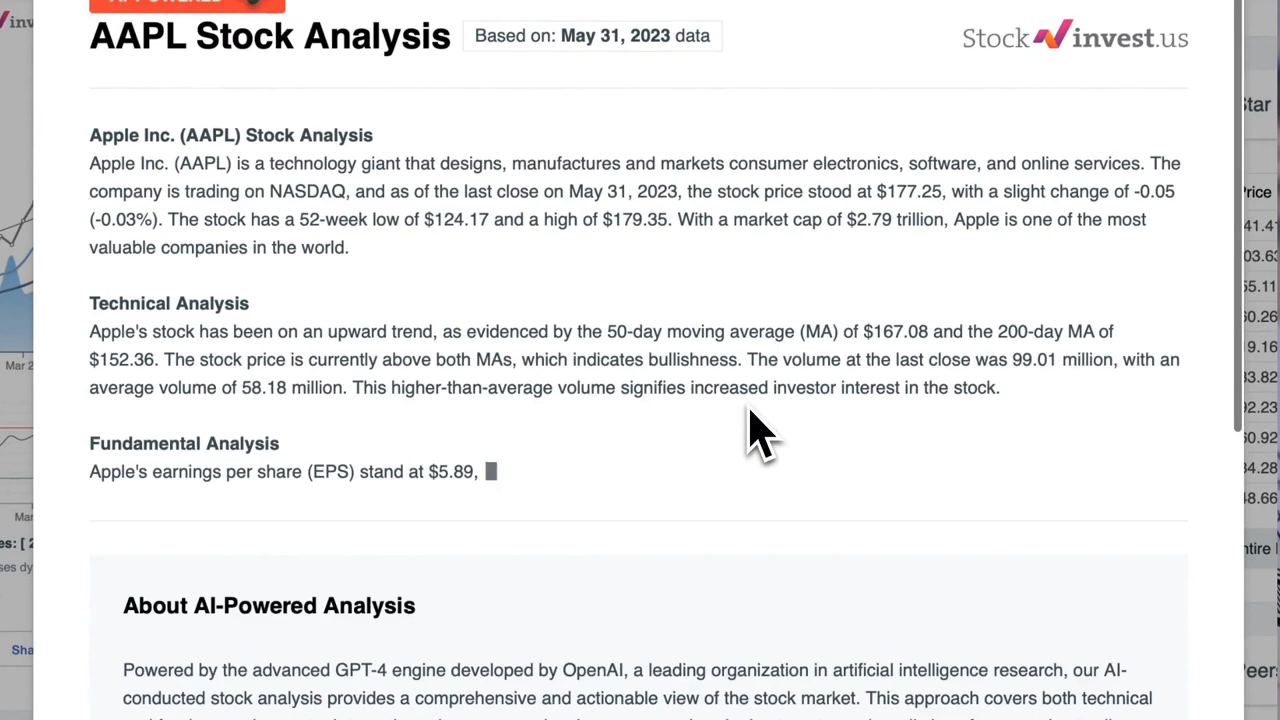 AAPL Stock Analysis
Based on: May 31, 2023 data
Stock invest.us
Apple Inc. (AAPL) Stock Analysis
Apple Inc. (AAPL) is a technology giant that designs, manufactures and markets consumer electronics, software, and online services. The
company is trading on NASDAQ, and as of the last close on May 31, 2023, the stock price stood at $177.25, with a slight change of -0.05
(-0.03%). The stock has a 52-week low of $124.17 and a high of $179.35. With a market cap of $2.79 trillion, Apple is one of the most
valuable companies in the world.
Technical Analysis
Apple's stock has been on an upward trend, as evidenced by the 50-day moving average (MA) of $167.08 and the 200-day MA of
$152.36. The stock price is currently above both MAs, which indicates bullishness. The volume at the last close was 99.01 million, with an
average volume of 58.18 million. This higher-than-average volume signifies increased investor interest in the stock.
Fundamental Analysis
Apple's earnings per share (EPS) stand at $5.89,
About AI-Powered Analysis
Powered by the advanced GPT-4 engine developed by OpenAI, a leading organization in artificial intelligence research, our AI-
conducted stock analysis provides a comprehensive and actionable view of the stock market. This approach covers both technical